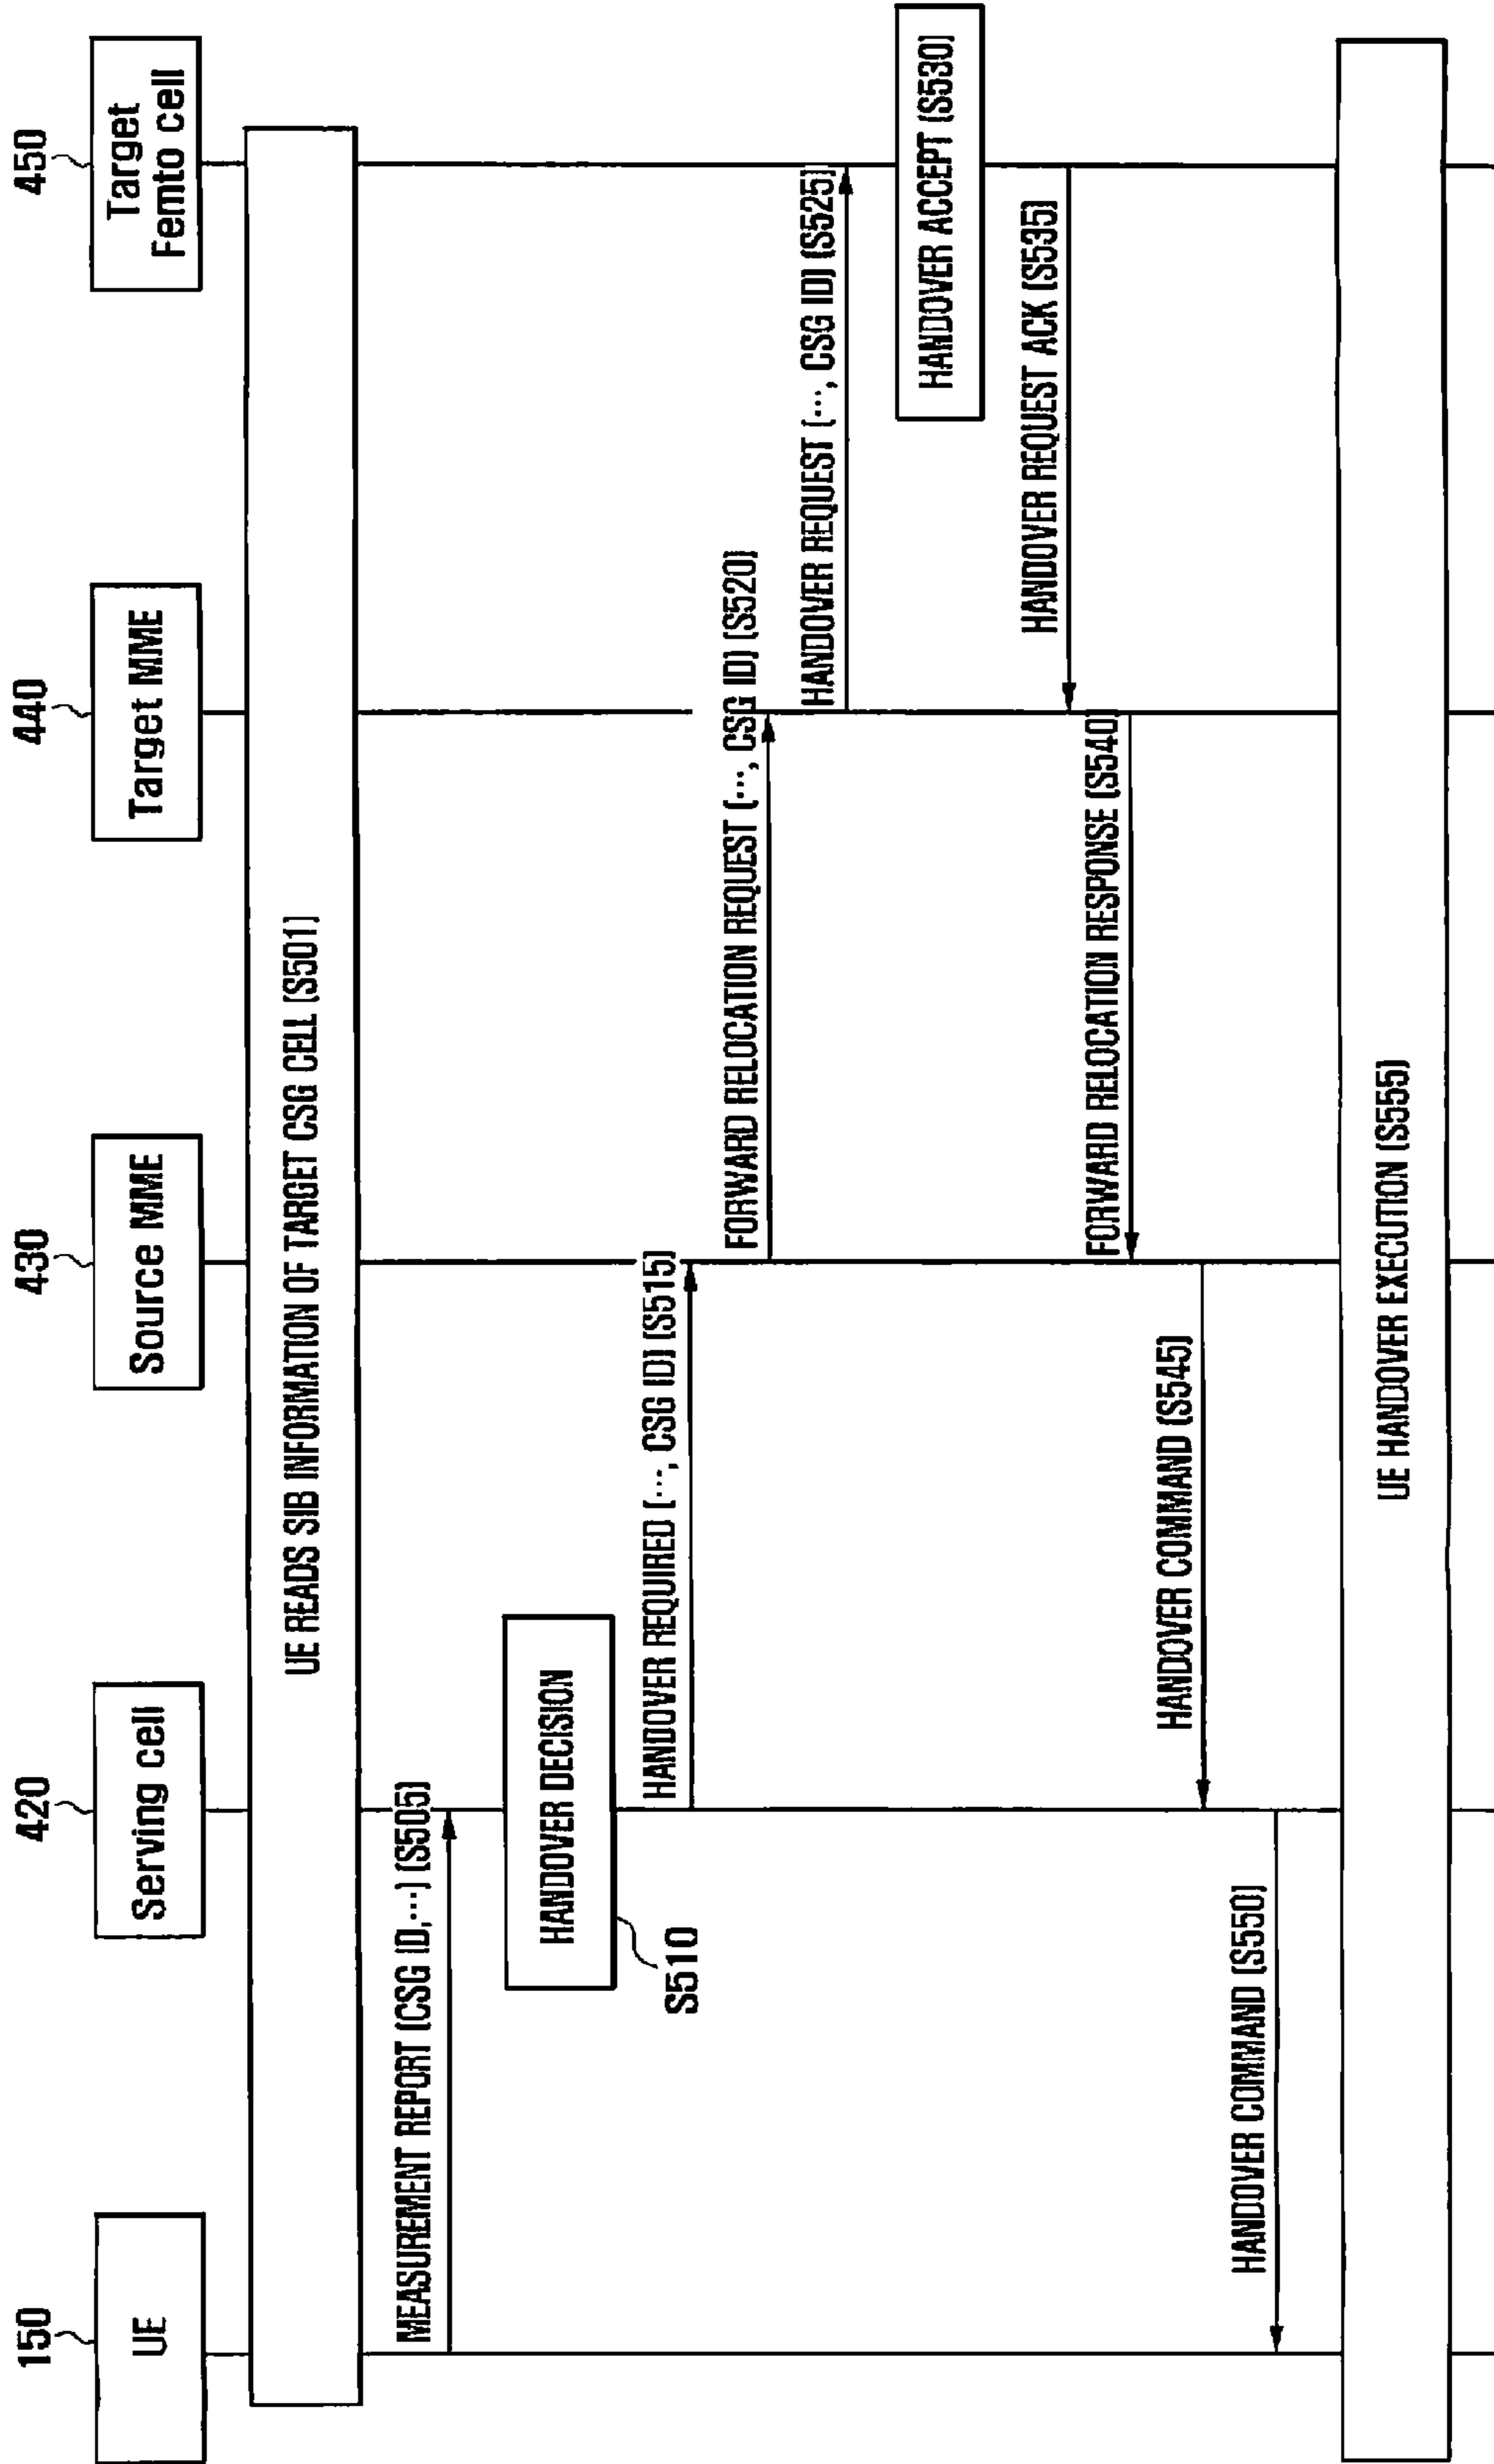 150
UE
420
Serving cell
430
Source MME
440
Target MME
450
Target
Femto cell
UE READS SIB INFORMATION OF TARGET CSG CELL (S501)
MEASUREMENT REPORT (CSG ID,···) (S505)
HANDOVER DECISION
S510
HANDOVER REQUIRED (···, CSG ID) (S515)
FORWARD RELOCATION REQUEST (···, CSG ID) (S520)
HANDOVER REQUEST (···, CSG ID) (S525)
HANDOVER ACCEPT (S530)
HANDOVER REQUEST ACK (S535)
FORWARD RELOCATION RESPONSE (S540)
HANDOVER COMMAND (S545)
HANDOVER COMMAND (S550)
UE HANDOVER EXECUTION (S555)